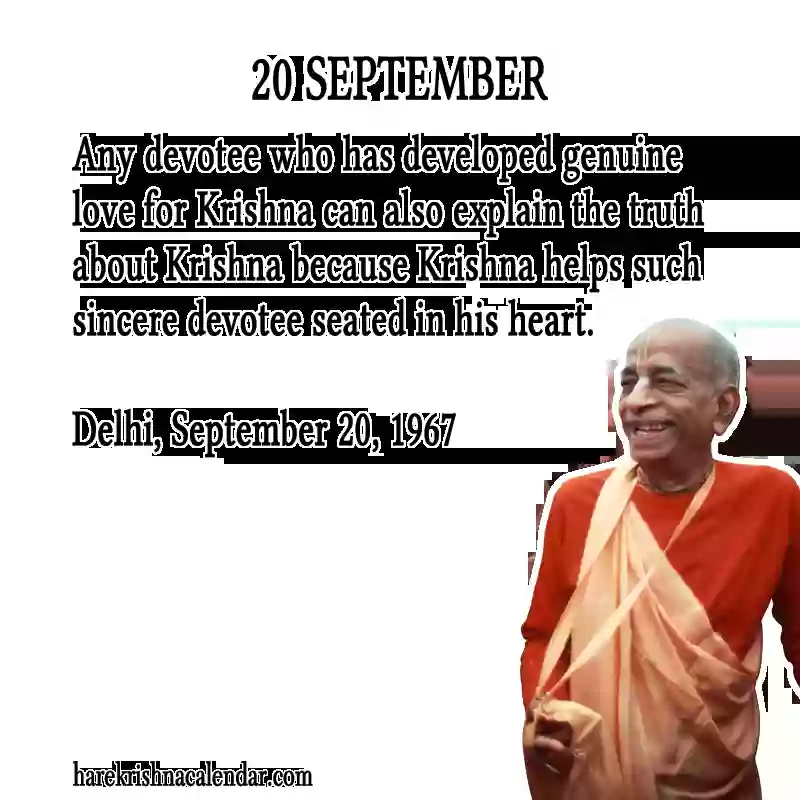 20 SEPTEMBER
Any devotee who has developed genuine
love for Krishna can also explain the truth
about Krishna because Krishna helps such
sincere devotee seated in his heart.
Delhi, September 20, 1967
harekrishnacalendar.com